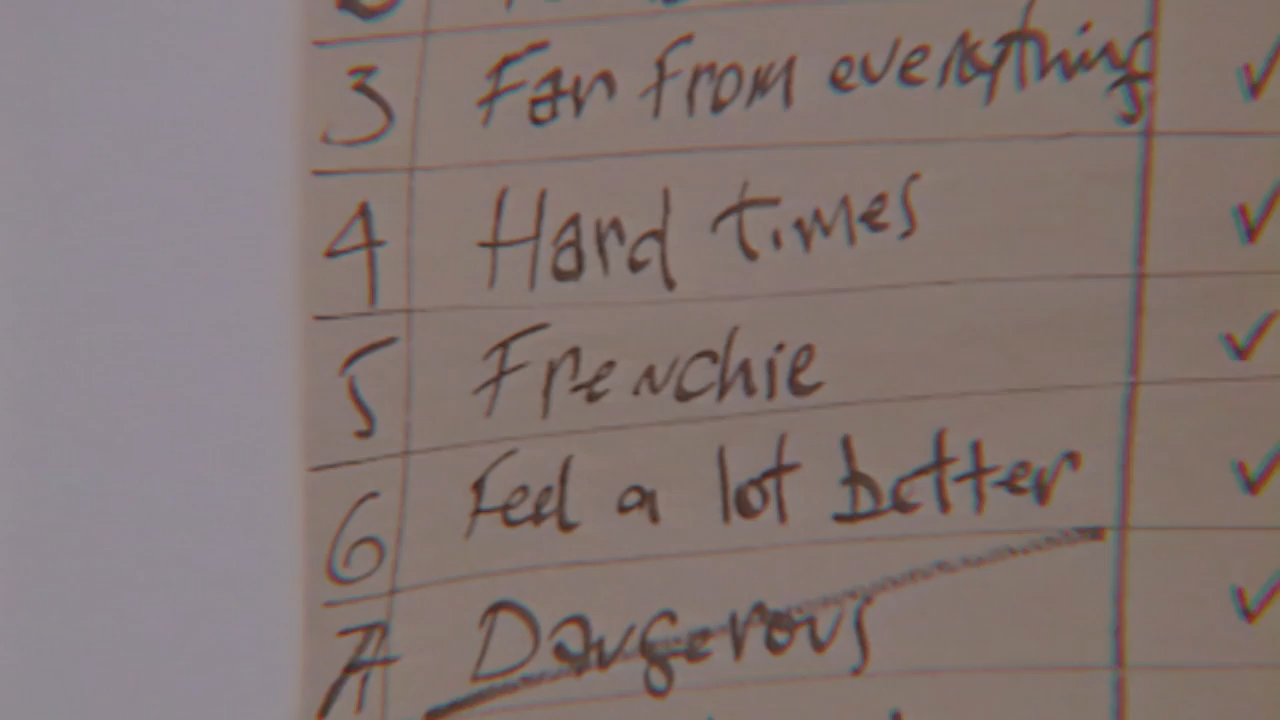 3 Far from everything ✓
4 Hard times ✓
5 Frenchie ✓
6 Feel a lot better ✓
7 Dangerous ✓